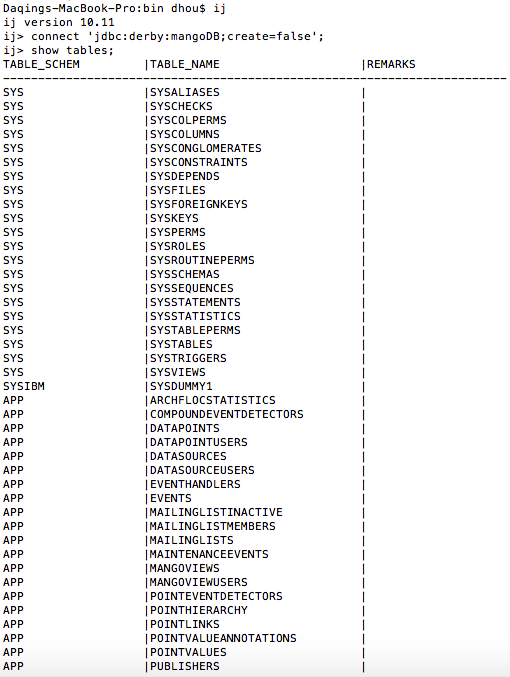 Daqings-MacBook-Pro:bin dhou$ ij
ij version 10.11
ij> connect 'jdbc:derby:mangoDB;create=false';
ij> show tables;
TABLE_SCHEM         |TABLE_NAME                    |REMARKS
------------------------------------------------------------------------
SYS                 |SYSALIASES                    |
SYS                 |SYSCHECKS                     |
SYS                 |SYSCOLPERMS                   |
SYS                 |SYSCOLUMNS                    |
SYS                 |SYSCONGLOMERATES              |
SYS                 |SYSCONSTRAINTS                |
SYS                 |SYSDEPENDS                    |
SYS                 |SYSFILES                      |
SYS                 |SYSFOREIGNKEYS                |
SYS                 |SYSKEYS                       |
SYS                 |SYSPERMS                      |
SYS                 |SYSROLES                      |
SYS                 |SYSROUTINEPERMS               |
SYS                 |SYSSCHEMAS                    |
SYS                 |SYSSEQUENCES                  |
SYS                 |SYSSTATEMENTS                 |
SYS                 |SYSSTATISTICS                 |
SYS                 |SYSTABLEPERMS                 |
SYS                 |SYSTABLES                     |
SYS                 |SYSTRIGGERS                   |
SYS                 |SYSVIEWS                      |
SYSIBM              |SYSDUMMY1                     |
APP                 |ARCHFLOCSTATISTICS            |
APP                 |COMPOUNDEVENTDETECTORS        |
APP                 |DATAPOINTS                    |
APP                 |DATAPOINTUSERS                |
APP                 |DATASOURCES                   |
APP                 |DATASOURCEUSERS               |
APP                 |EVENTHANDLERS                 |
APP                 |EVENTS                        |
APP                 |MAILINGLISTINACTIVE           |
APP                 |MAILINGLISTMEMBERS            |
APP                 |MAILINGLISTS                  |
APP                 |MAINTENANCEEVENTS             |
APP                 |MANGOVIEWS                    |
APP                 |MANGOVIEWUSERS                |
APP                 |POINTEVENTDETECTORS           |
APP                 |POINTHIERARCHY                |
APP                 |POINTLINKS                    |
APP                 |POINTVALUEANNOTATIONS         |
APP                 |POINTVALUES                   |
APP                 |PUBLISHERS                    |